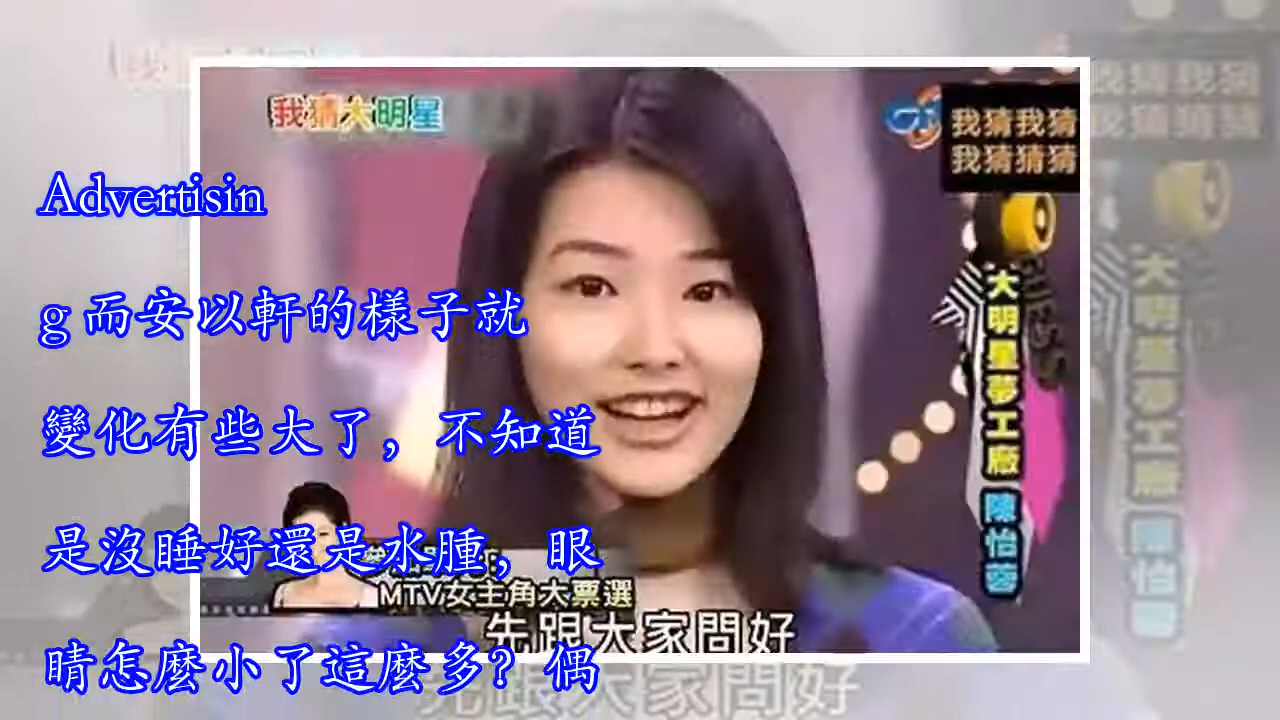 我猜大明星
我猜我猜
我猜猜猜
Advertisin
g 而安以軒的樣子就
變化有些大了，不知道
是沒睡好還是水腫，眼
睛怎麼小了這麼多？偶
大明星夢工廠 陳怡蓉
MTV女主角大票選
先跟大家問好